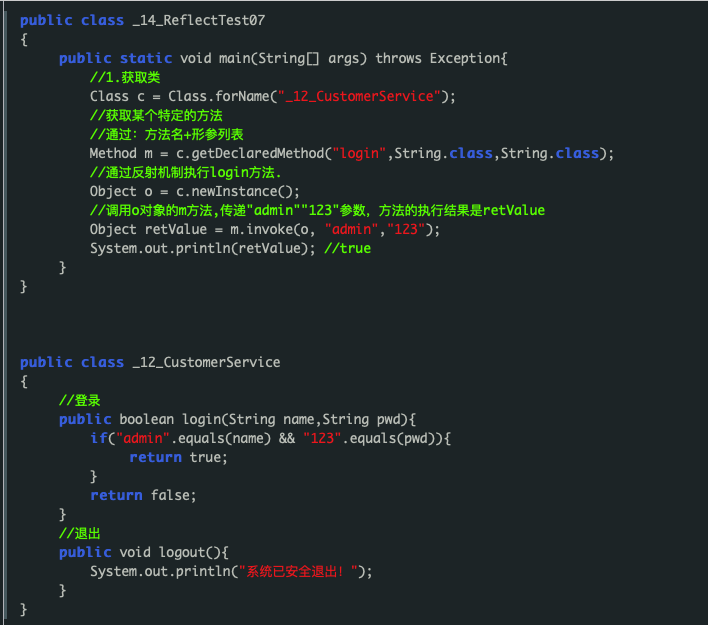 public class _14_ReflectTest07
{
public static void main(String[] args) throws Exception{
//1.获取类
Class c = Class.forName("_12_CustomerService");
//获取某个特定的方法
//通过：方法名+形参列表
Method m = c.getDeclaredMethod("login",String.class,String.class);
//通过反射机制执行login方法.
Object o = c.newInstance();
//调用o对象的m方法,传递"admin""123"参数，方法的执行结果是retValue
Object retValue = m.invoke(o, "admin","123");
System.out.println(retValue); //true
}
}
public class _12_CustomerService
{
//登录
public boolean login(String name,String pwd){
if("admin".equals(name) && "123".equals(pwd)){
return true;
}
return false;
}
//退出
public void logout(){
System.out.println("系统已安全退出！");
}
}